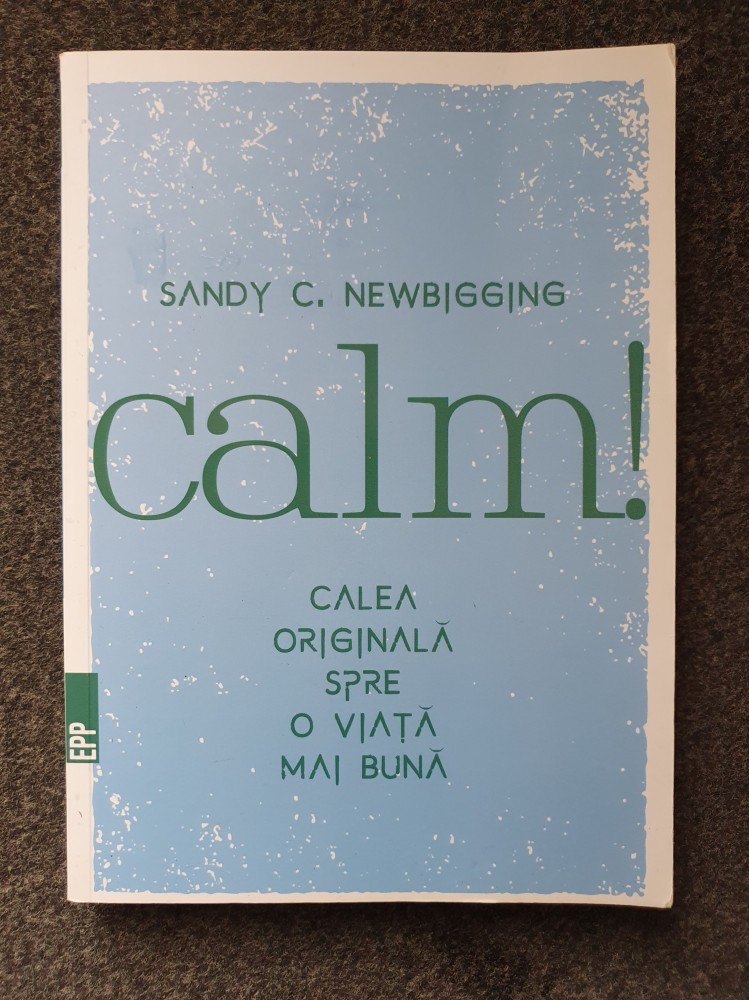 SANDY C. NEWBIGGING
calm!
CALEA
ORIGINALĂ
SPRE
O VIAȚĂ
MAI BUNĂ
EPP